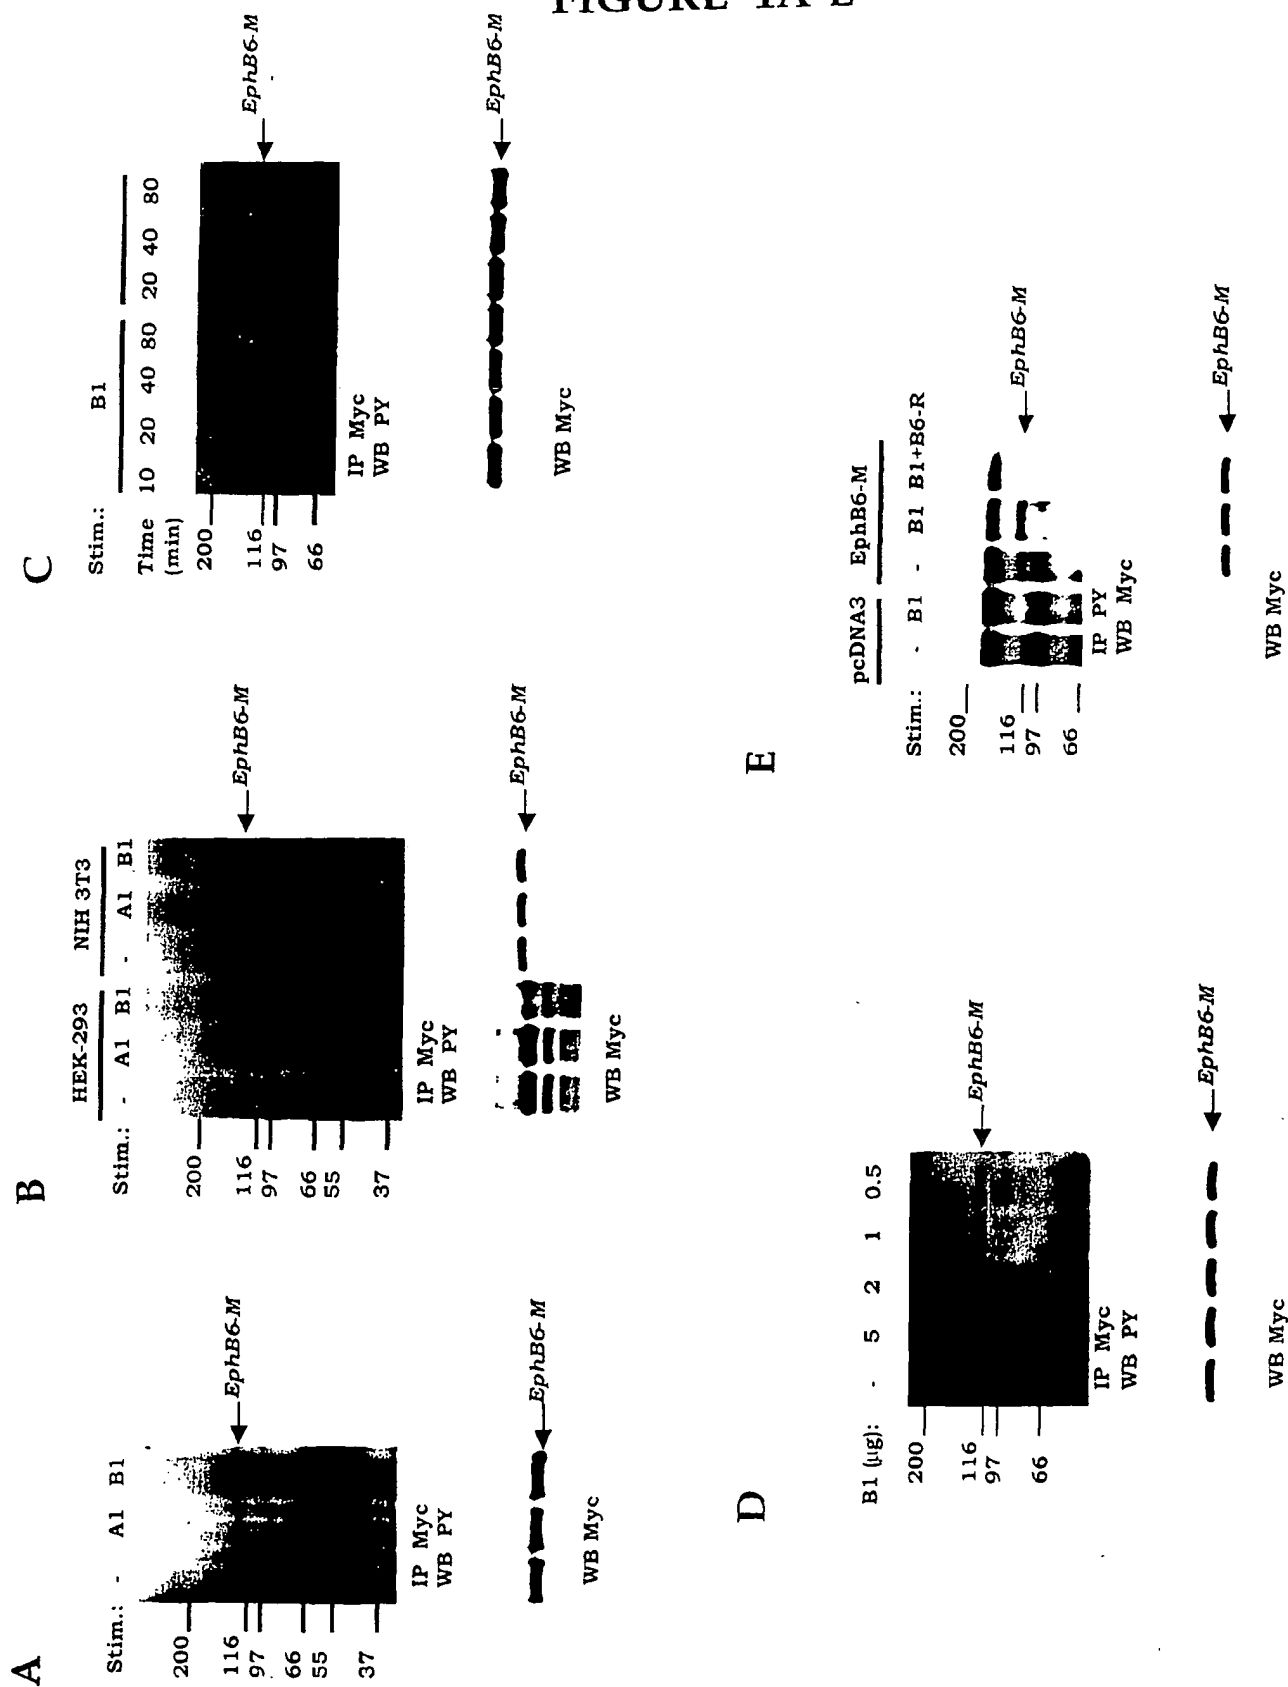 FIGURE 1A-E
A
Stim.: - A1 B1
200
116
97
66
55
37
EphB6-M
IP Myc
WB PY
EphB6-M
WB Myc
B
HEK-293 NIH 3T3
Stim.: - A1 B1 - A1 B1
200
116
97
66
55
37
EphB6-M
IP Myc
WB PY
EphB6-M
WB Myc
C
Stim.: B1
Time 10 20 40 80 20 40 80
(min)
200
116
97
66
EphB6-M
IP Myc
WB PY
EphB6-M
WB Myc
D
B1 (µg): - 5 2 1 0.5
200
116
97
66
EphB6-M
IP Myc
WB PY
EphB6-M
WB Myc
E
pcDNA3 EphB6-M
Stim.: - B1 - B1 B1+B6-R
200
116
97
66
EphB6-M
IP PY
WB Myc
EphB6-M
WB Myc